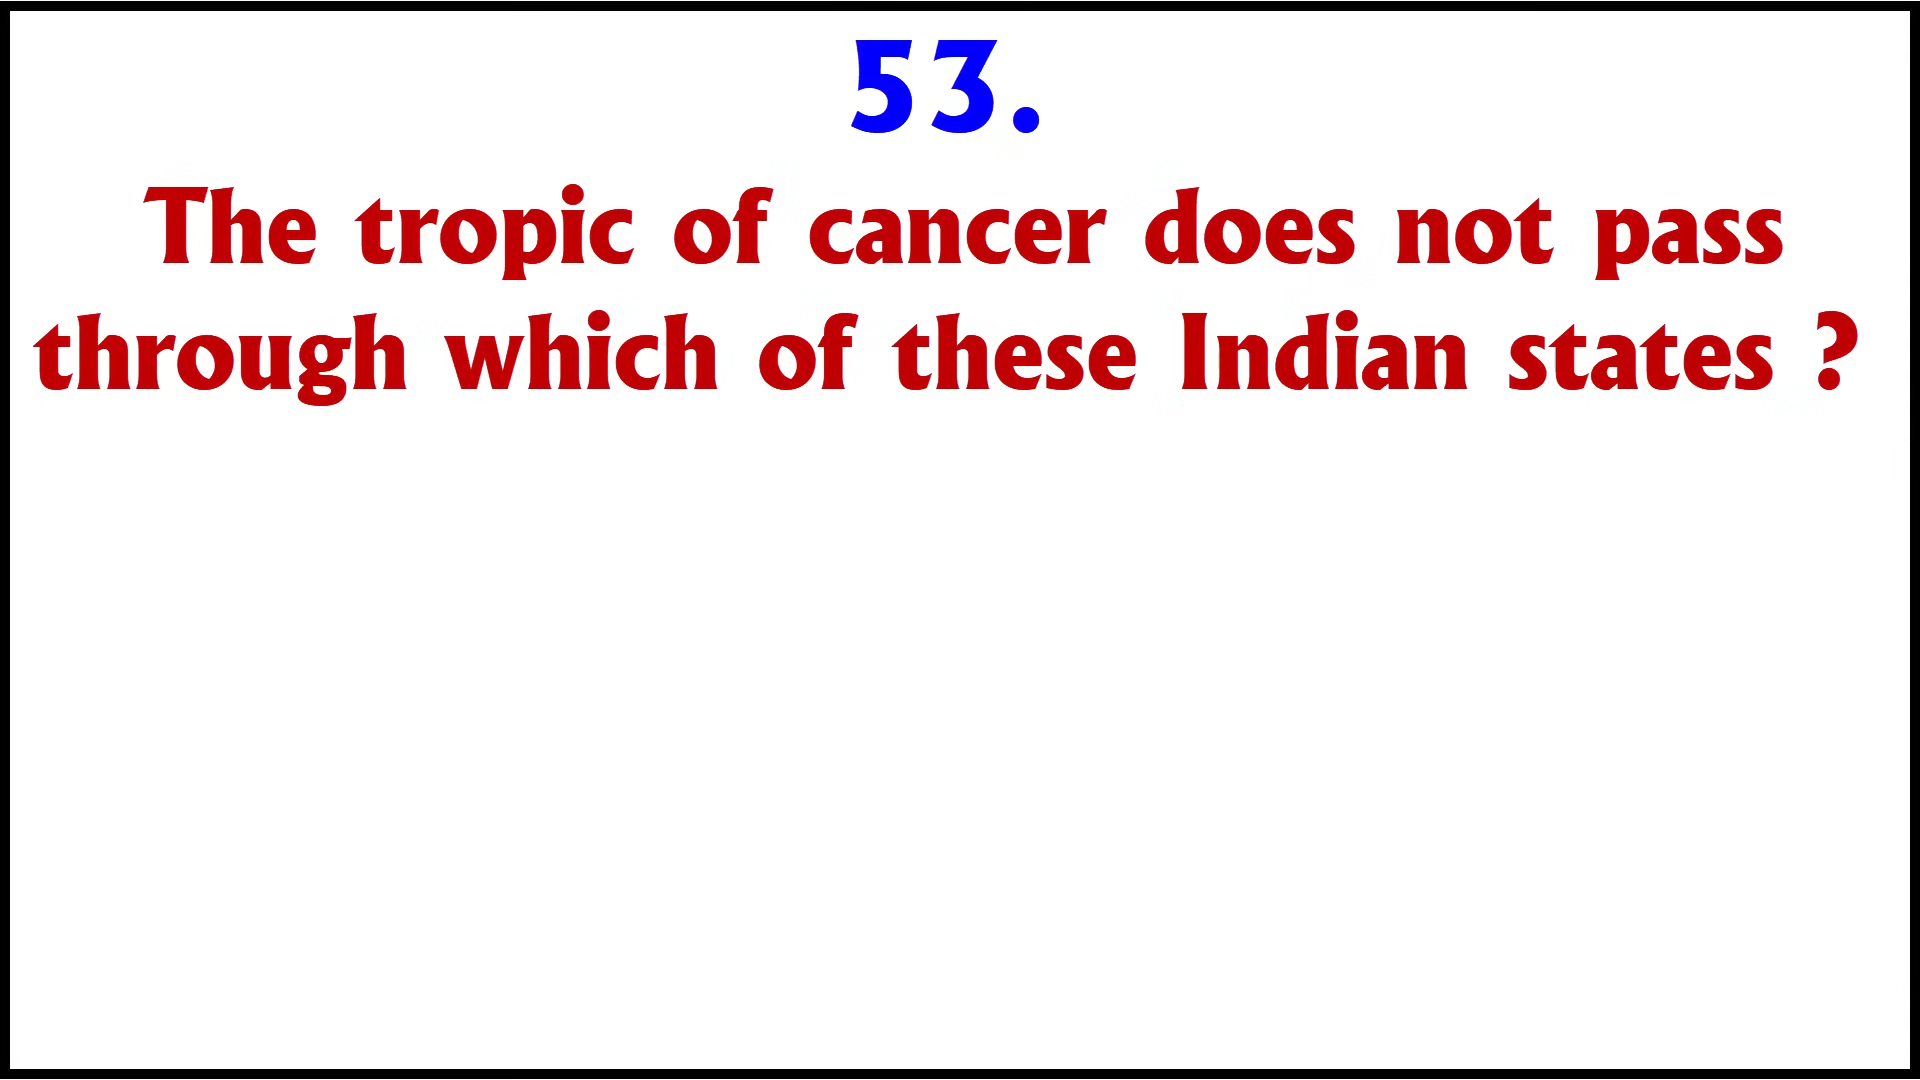 53.
The tropic of cancer does not pass
through which of these Indian states ?